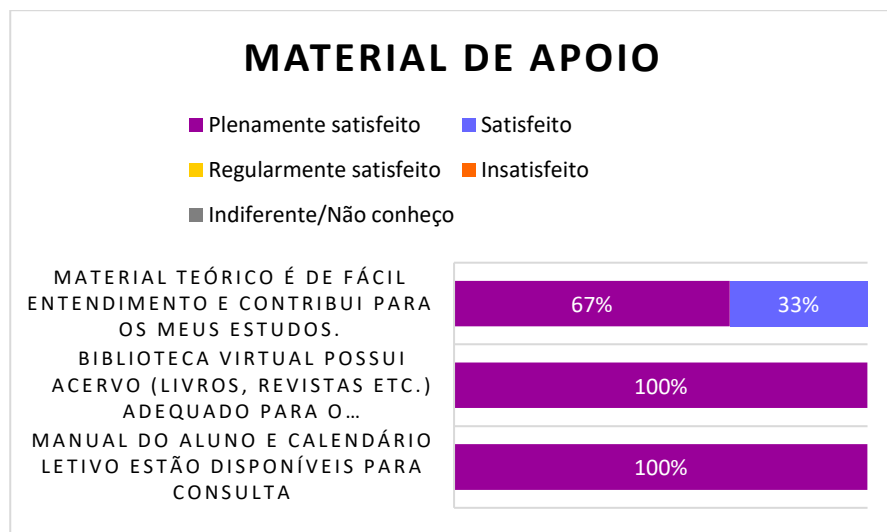 MATERIAL DE APOIO
Plenamente satisfeito
Satisfeito
Regularmente satisfeito
Insatisfeito
Indiferente/Não conheço
MATERIAL TEÓRICO É DE FÁCIL
ENTENDIMENTO E CONTRIBUI PARA
OS MEUS ESTUDOS.
67%
33%
BIBLIOTECA VIRTUAL POSSUI
ACERVO (LIVROS, REVISTAS ETC.)
ADEQUADO PARA O...
100%
MANUAL DO ALUNO E CALENDÁRIO
LETIVO ESTÃO DISPONÍVEIS PARA
CONSULTA
100%